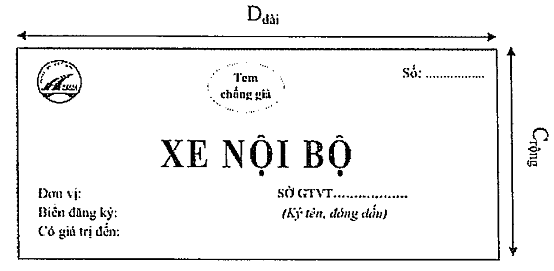 Ddài
Tem
chống giả
Số: ................
XE NỘI BỘ
Crộng
Đơn vị:
Biển đăng ký:
Có giá trị đến:
SỞ GTVT..................
(Ký tên, đóng dấu)